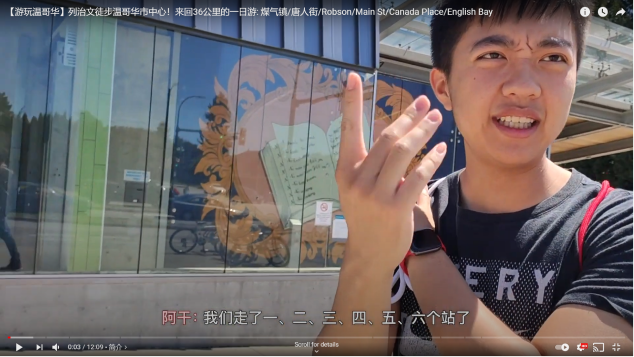 【游玩温哥华】列治文徒步温哥华市中心！来回36公里的一日游: 煤气镇/唐人街/Robson/Main St/Canada Place/English Bay
ERY
阿干: 我们走了一、二、三、四、五、六个站了
0:03 / 12:09 • 简介 ›
Scroll for details